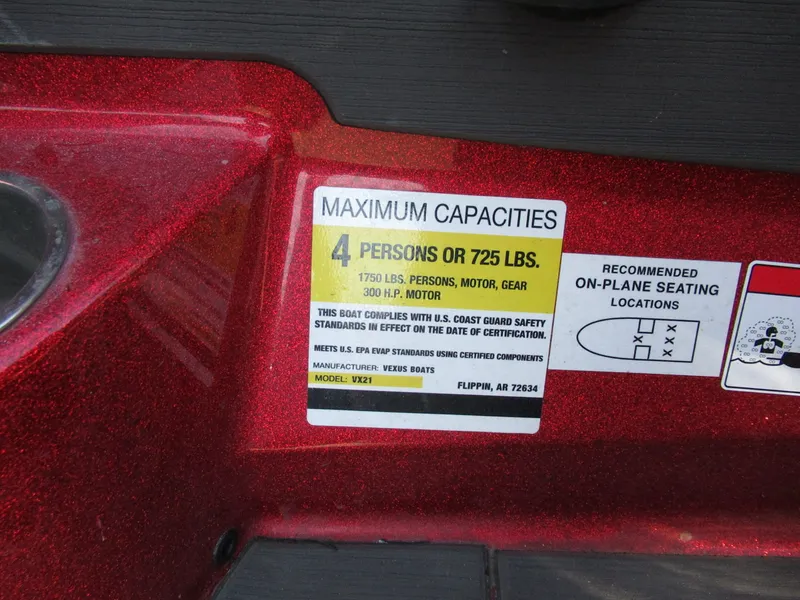 MAXIMUM CAPACITIES
4 PERSONS OR 725 LBS.
1750 LBS. PERSONS, MOTOR, GEAR
300 H.P. MOTOR
THIS BOAT COMPLIES WITH U.S. COAST GUARD SAFETY
STANDARDS IN EFFECT ON THE DATE OF CERTIFICATION.
MEETS U.S. EPA EVAP STANDARDS USING CERTIFIED COMPONENTS
MANUFACTURER: VEXUS BOATS
MODEL: VX21
FLIPPIN, AR 72634
RECOMMENDED
ON-PLANE SEATING
LOCATIONS
X
X X
X X